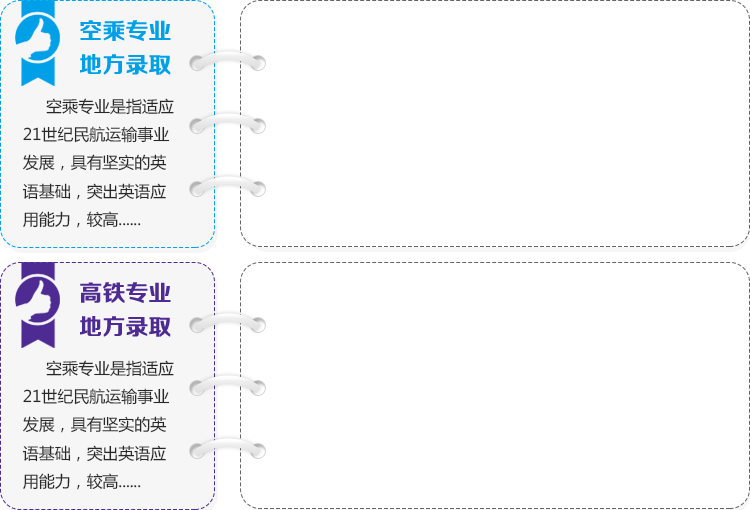 空乘专业
地方录取
空乘专业是指适应
21世纪民航运输事业
发展，具有坚实的英
语基础，突出英语应
用能力，较高......
高铁专业
地方录取
空乘专业是指适应
21世纪民航运输事业
发展，具有坚实的英
语基础，突出英语应
用能力，较高......